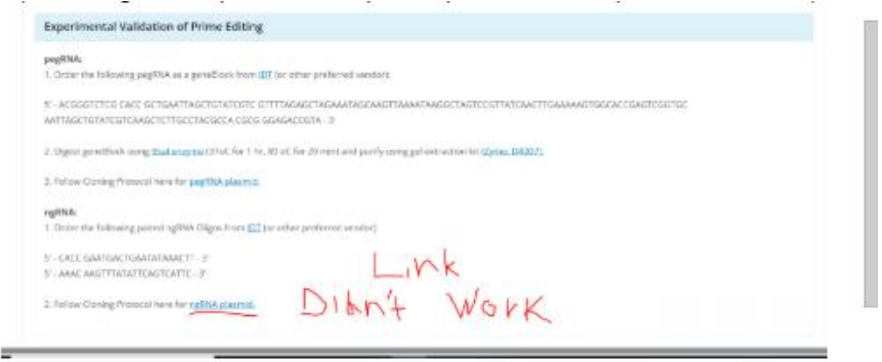 Experimental Validation of Prime Editing
pegRNA:
1. Order the following pegRNA as a geneBlock from IDT (or other preferred vendor):
5' - ACGGGTCTCG CACC GCTGAATTAGCTGTATCGTC GTTTTAGAGCTAGAAATAGCAAGTTAAAATAAGGCTAGTCCGTTATCAACTTGAAAAAGTGGCACCGAGTCGGTGC
AATTAGCTGTATCGTCAAGCTCTTGCCTACGCCA CGCG GGAGACCGTA - 3'
2. Digest geneBlock using BsaI enzyme (37oC for 1 hr, 80 oC for 20 min) and purify using gel extraction kit (Zymo, D4007).
3. Follow Cloning Protocol here for pegRNA plasmid.
ngRNA:
1. Order the following paired sgRNA Oligos from IDT (or other preferred vendor)
5' - CACC GAATGACTGAATATAAACTT - 3'
5' - AAAC AAGTTTATATTCAGTCATTC - 3'
Link
Didn't Work
2. Follow Cloning Protocol here for ngRNA plasmid.